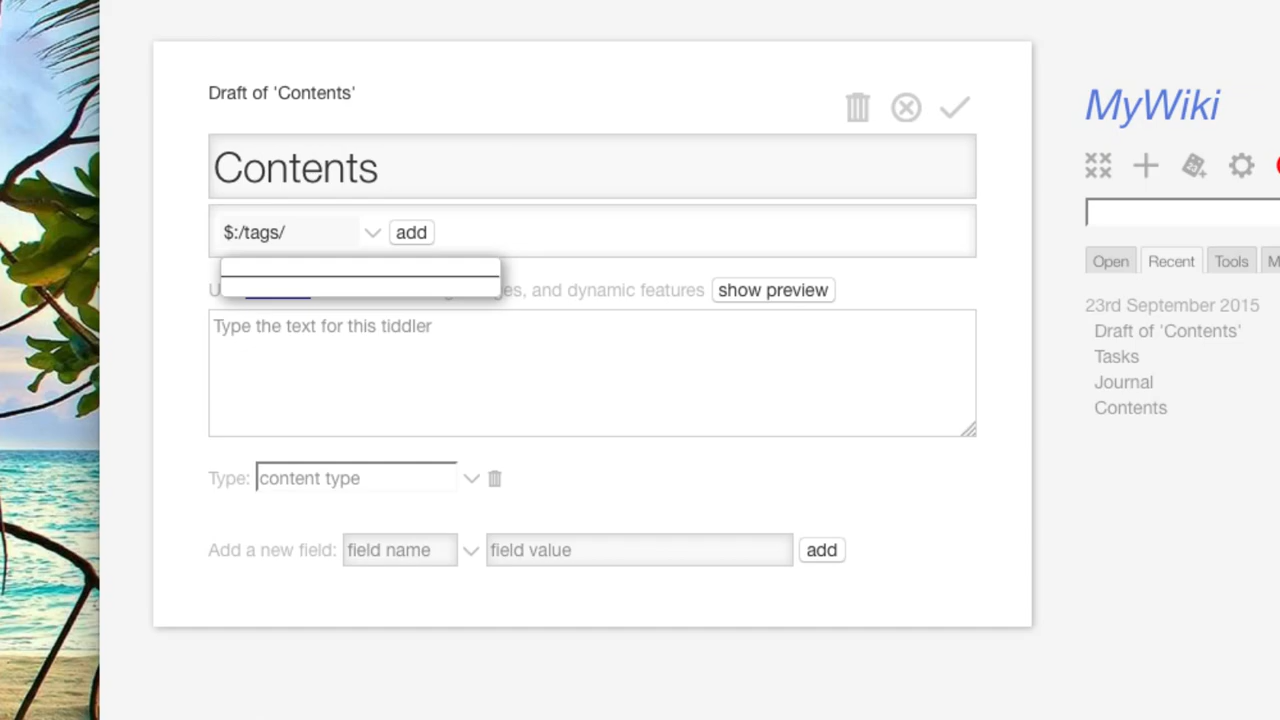 Draft of 'Contents'
Contents
$:/tags/
add
and dynamic features
show preview
Type the text for this tiddler
Type:
content type
Add a new field:
field name
field value
add
MyWiki
Open
Recent
Tools
23rd September 2015
Draft of 'Contents'
Tasks
Journal
Contents